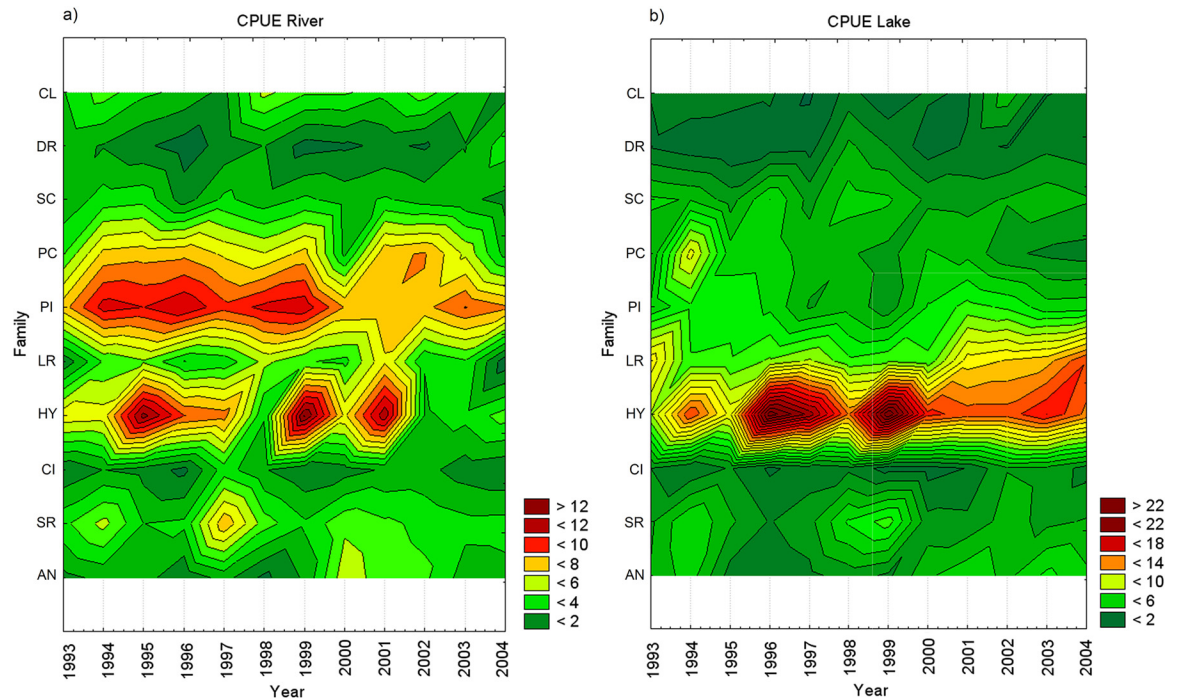 a)
CPUE River
CL
DR
SC
PC
PI
LR
HY
CI
SR
AN
Family
1993
1994
1995
1996
1997
1998
1999
2000
2001
2002
2003
2004
Year
> 12
< 12
< 10
< 8
< 6
< 4
< 2
b)
CPUE Lake
CL
DR
SC
PC
PI
LR
HY
CI
SR
AN
Family
1993
1994
1995
1996
1997
1998
1999
2000
2001
2002
2003
2004
Year
> 22
< 22
< 18
< 14
< 10
< 6
< 2